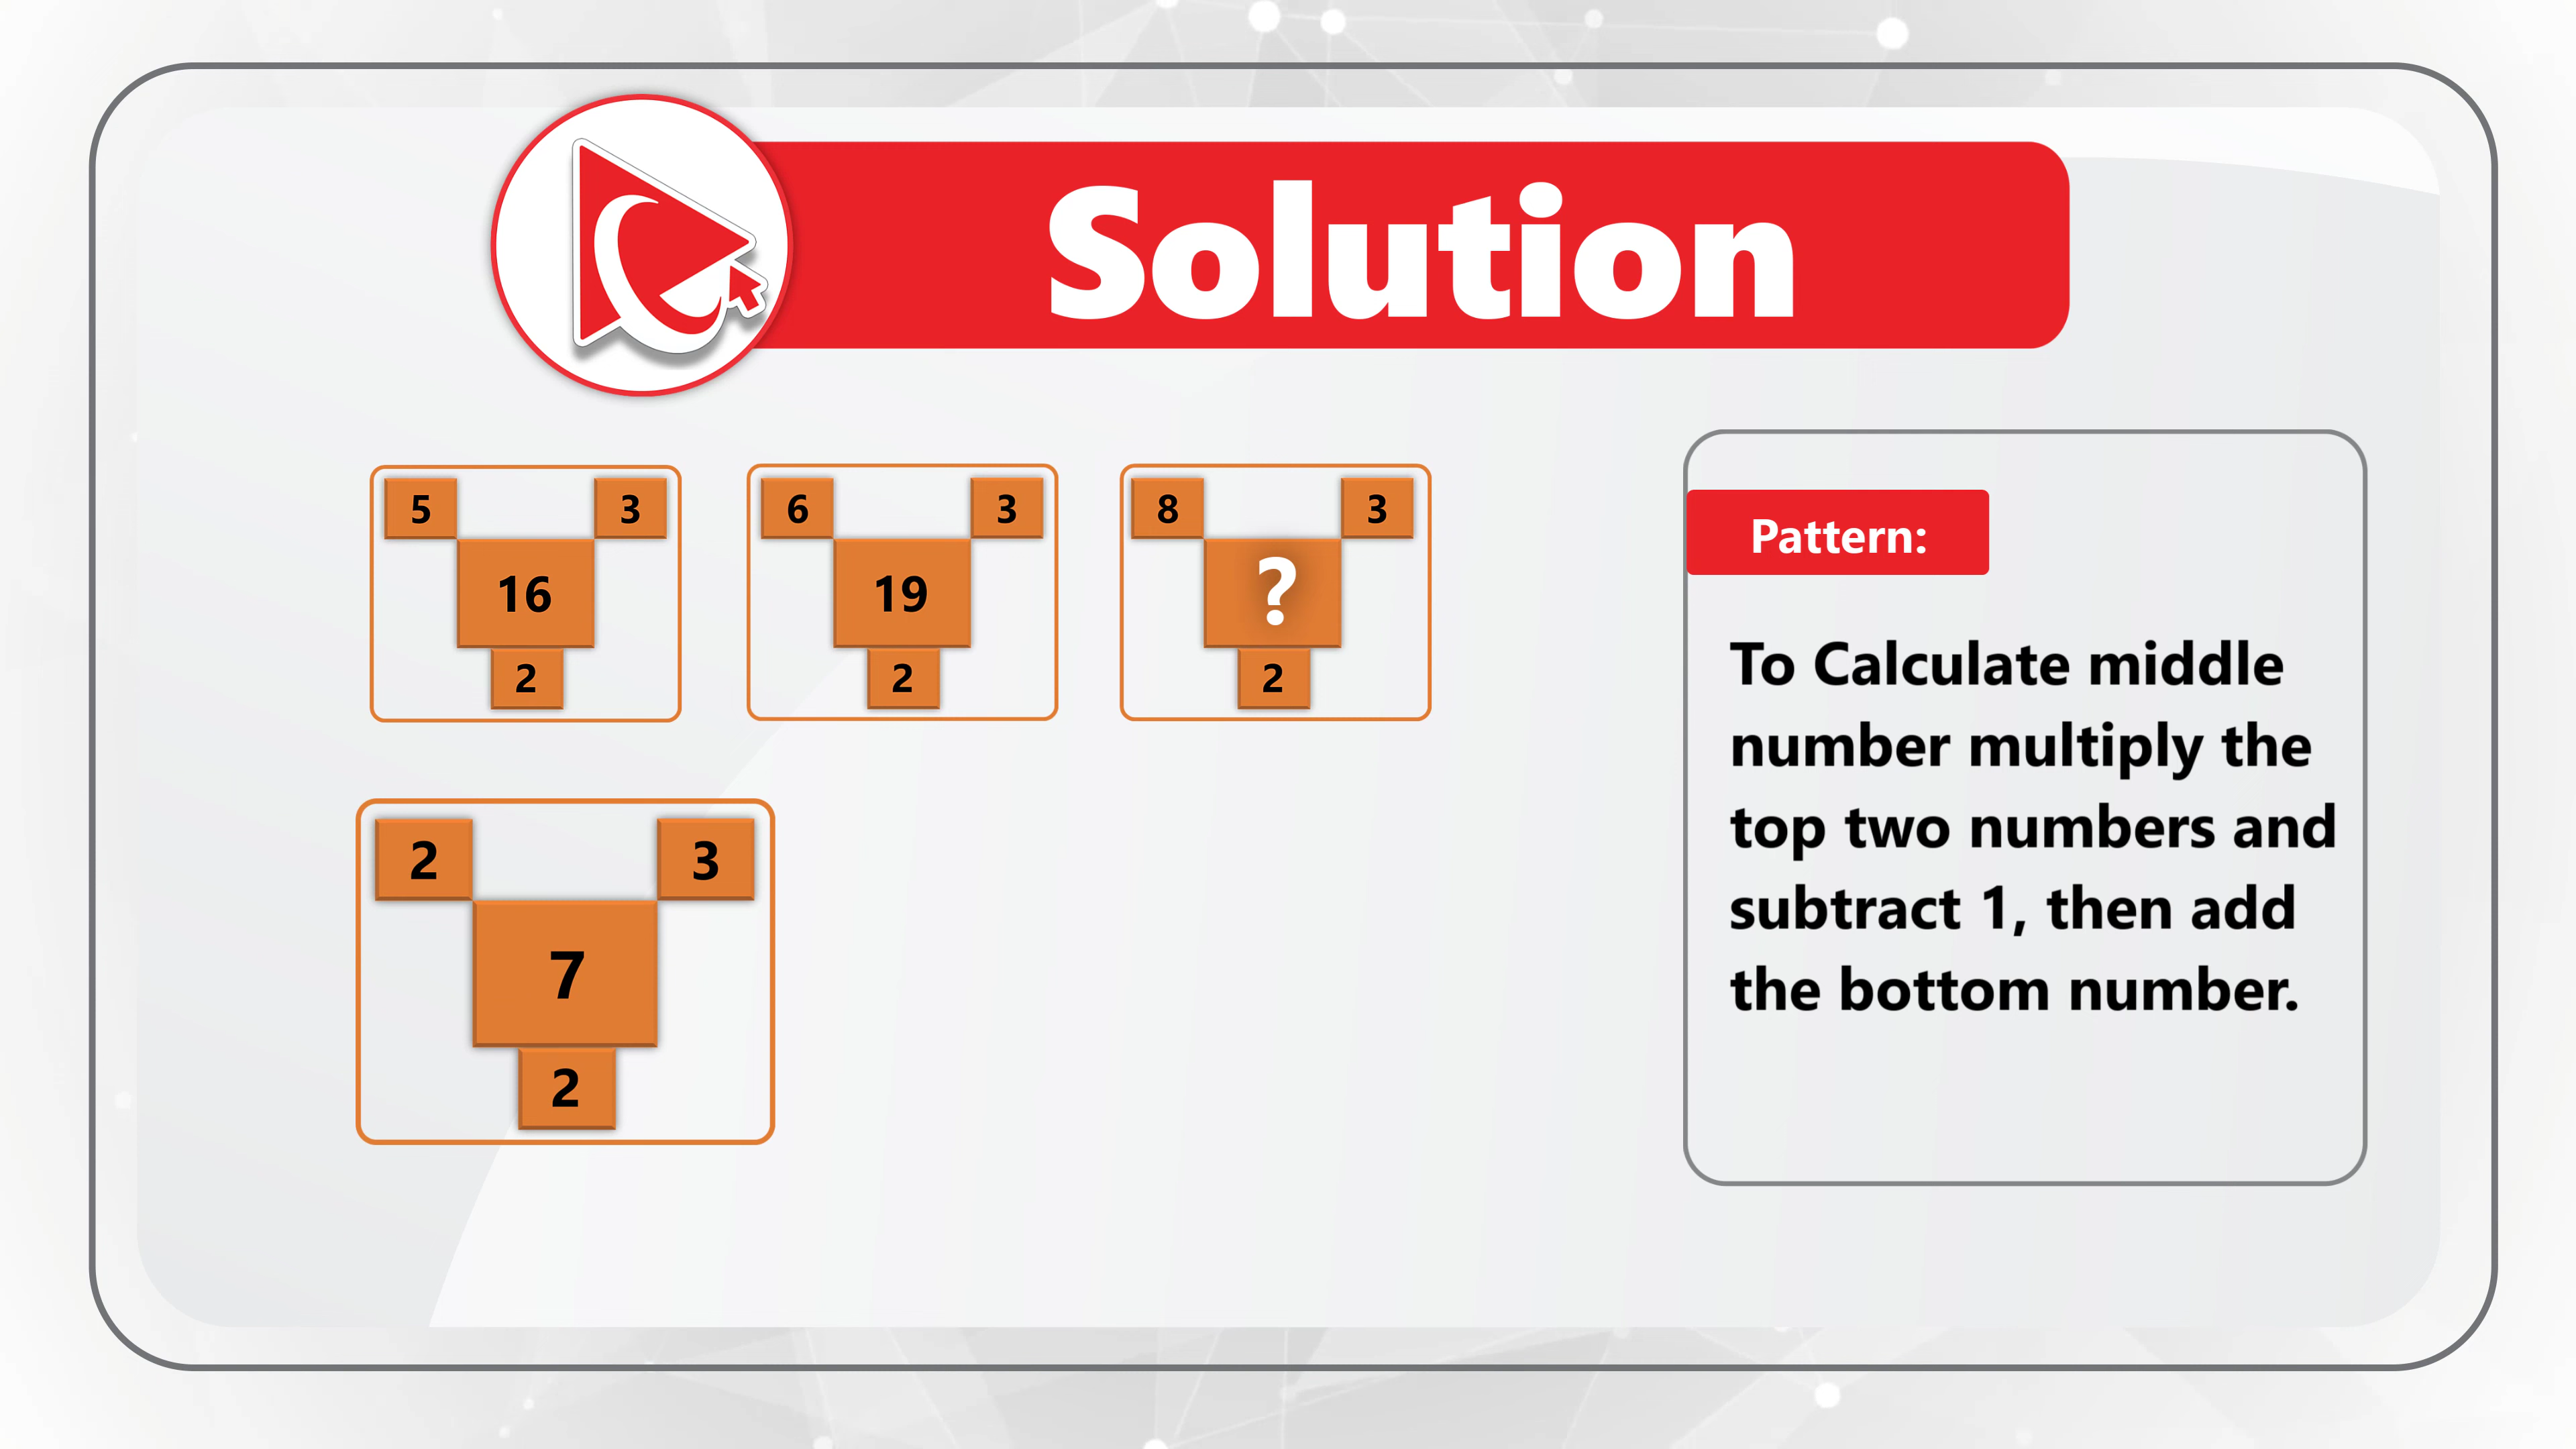 Solution
5 3 6 3 8 3
16 19 ?
2 2 2
2 3
7
2
Pattern:
To Calculate middle
number multiply the
top two numbers and
subtract 1, then add
the bottom number.